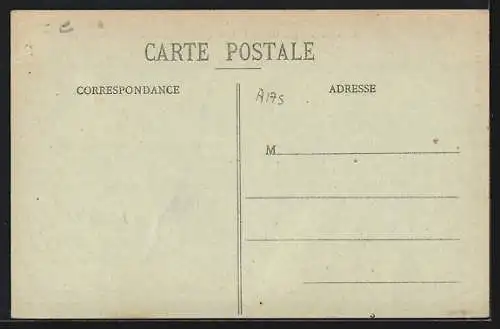 CARTE POSTALE
CORRESPONDANCE
ADRESSE
A175
M